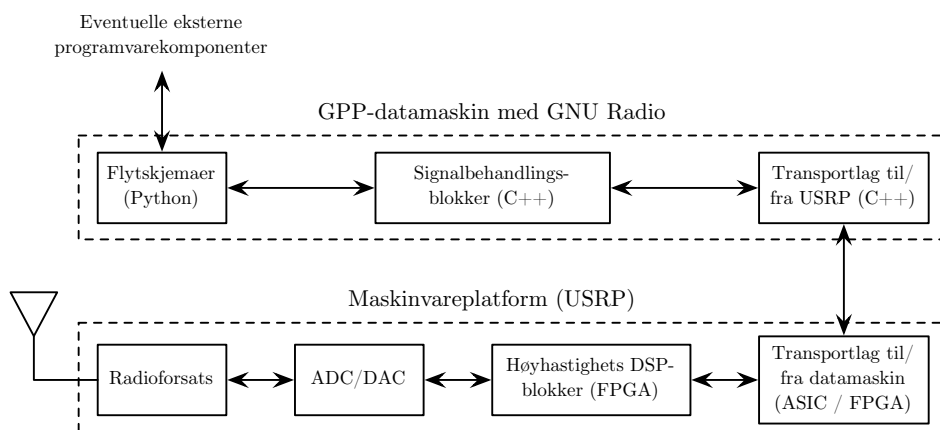 Eventuelle eksterne
programvarekomponenter
GPP-datamaskin med GNU Radio
Flytskjemaer
(Python)
Signalbehandlings-
blokker (C++)
Transportlag til/
fra USRP (C++)
Maskinvareplatform (USRP)
Radioforsats
ADC/DAC
Høyhastighets DSP-
blokker (FPGA)
Transportlag til/
fra datamaskin
(ASIC / FPGA)